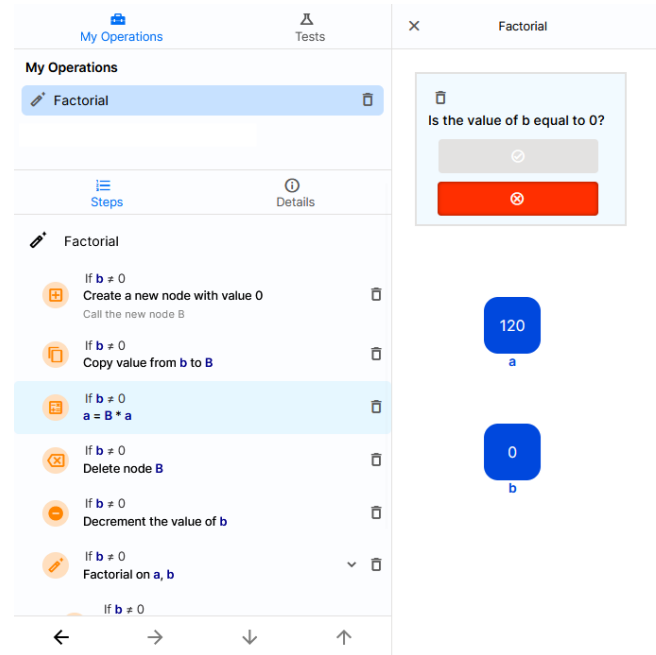 My Operations
Tests
My Operations
Factorial
Steps
Details
Factorial
If b ≠ 0
Create a new node with value 0
Call the new node B
If b ≠ 0
Copy value from b to B
If b ≠ 0
a = B * a
If b ≠ 0
Delete node B
If b ≠ 0
Decrement the value of b
If b ≠ 0
Factorial on a, b
If b ≠ 0
Factorial
Is the value of b equal to 0?
120
a
0
b